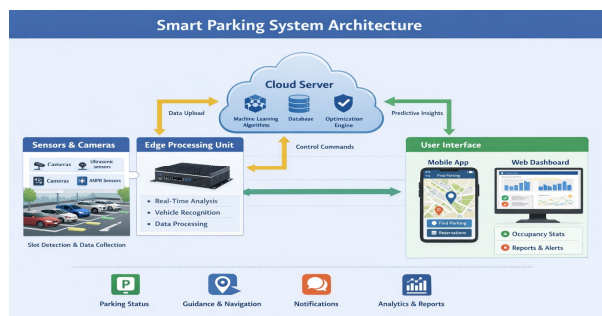 Smart Parking System Architecture
Cloud Server
Machine Learning
Algorithms
Database
Optimization
Engine
Data Upload
Predictive Insights
Control Commands
Sensors & Cameras
Cameras
Ultrasonic
sensors
Cameras
ANPR Sensors
Slot Detection & Data Collection
Edge Processing Unit
• Real-Time Analysis
• Vehicle Recognition
• Data Processing
User Interface
Mobile App
Find Parking
Find Parking
Reservations
Web Dashboard
Occupancy Stats
Reports & Alerts
P
Parking Status
Guidance & Navigation
Notifications
Analytics & Reports